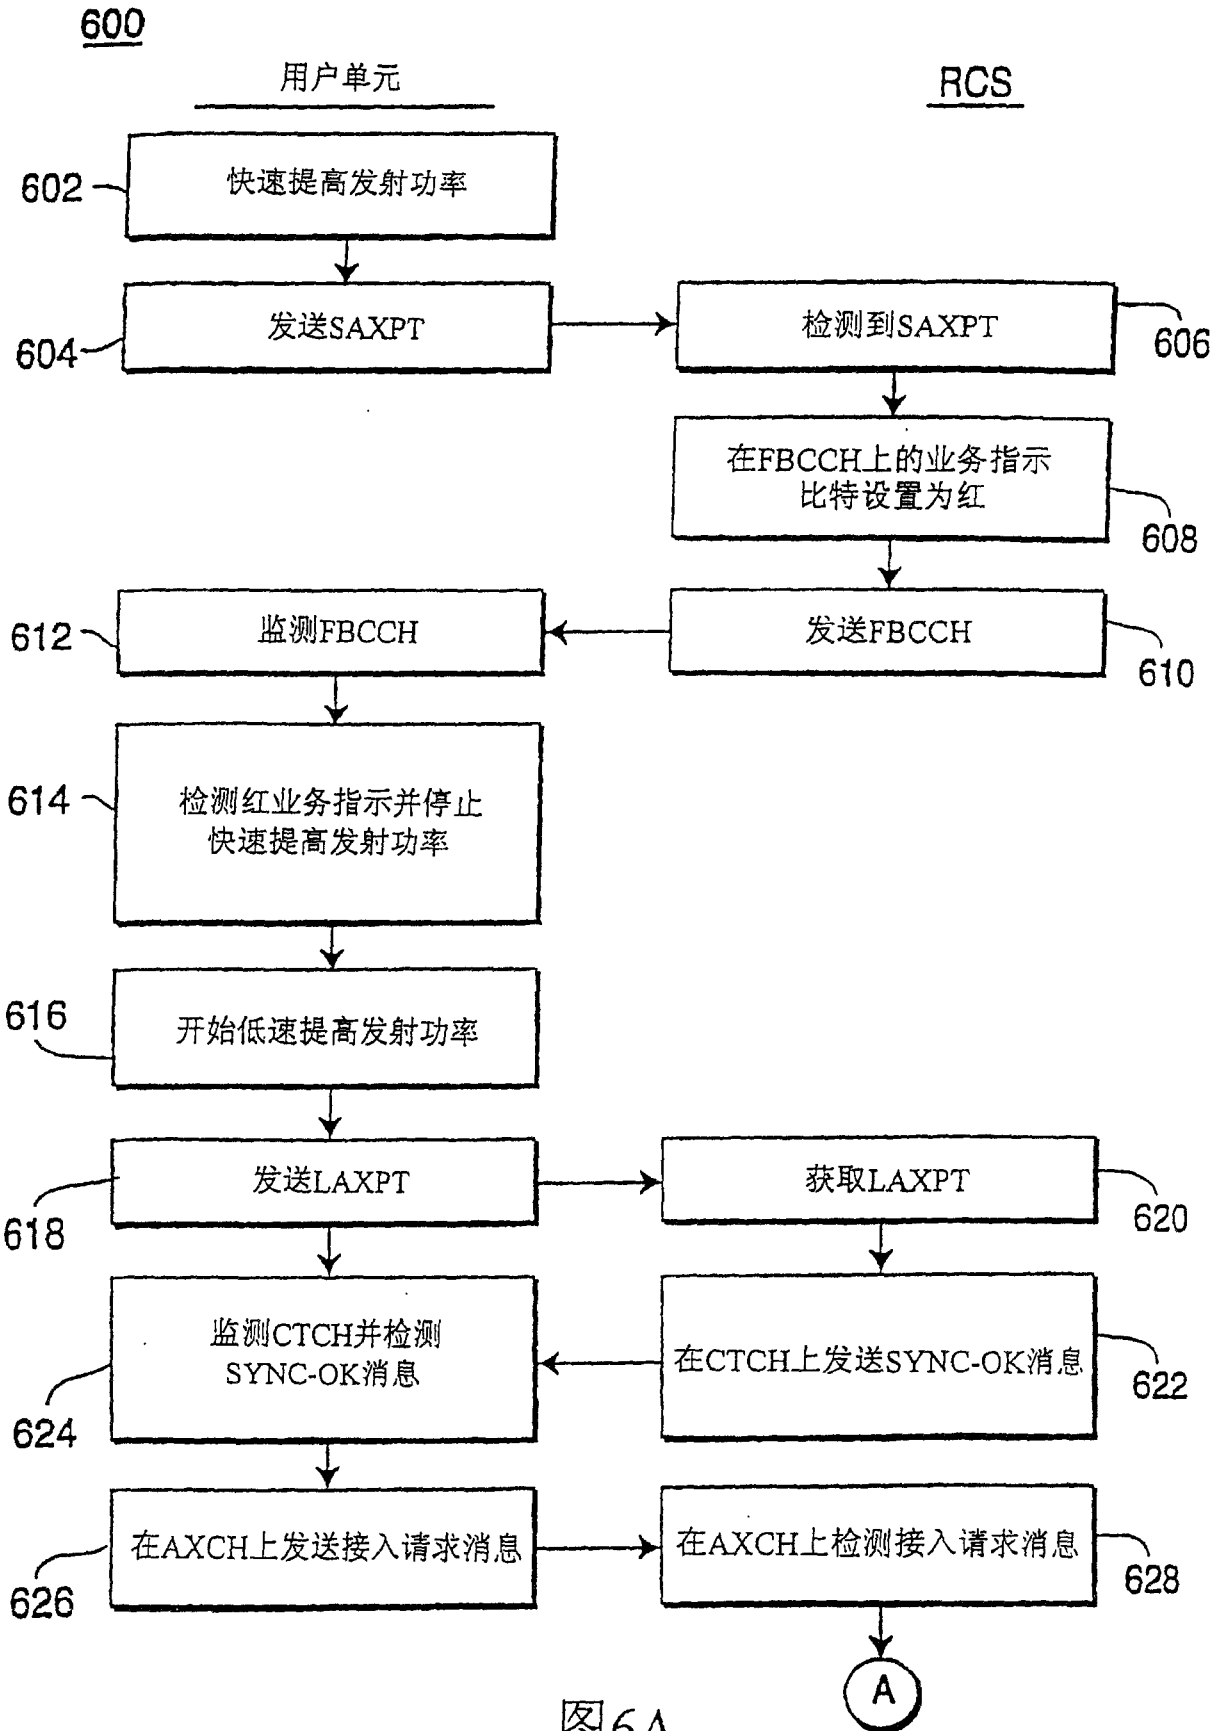 600
用户单元
RCS
602
快速提高发射功率
604
发送SAXPT
检测到SAXPT
606
在FBCCH上的业务指示
比特设置为红
608
612
监测FBCCH
发送FBCCH
610
614
检测红业务指示并停止
快速提高发射功率
616
开始低速提高发射功率
618
发送LAXPT
获取LAXPT
620
624
监测CTCH并检测
SYNC-OK消息
在CTCH上发送SYNC-OK消息
622
626
在AXCH上发送接入请求消息
在AXCH上检测接入请求消息
628
A
图6A